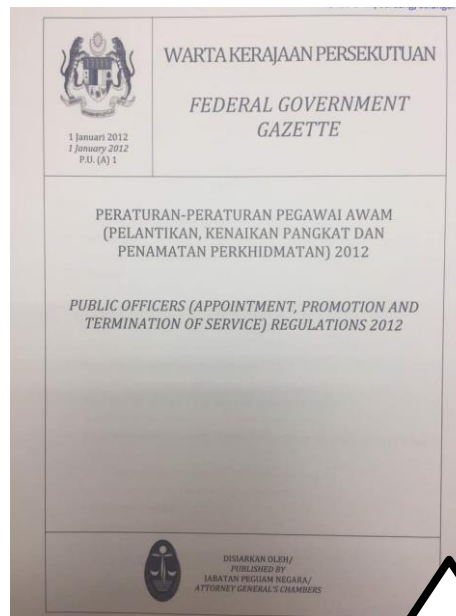 WARTA KERAJAAN PERSEKUTUAN
FEDERAL GOVERNMENT
GAZETTE
1 Januari 2012
1 January 2012
P.U. (A) 1
PERATURAN-PERATURAN PEGAWAI AWAM
(PELANTIKAN, KENAIKAN PANGKAT DAN
PENAMATAN PERKHIDMATAN) 2012
PUBLIC OFFICERS (APPOINTMENT, PROMOTION AND
TERMINATION OF SERVICE) REGULATIONS 2012
DISIARKAN OLEH/
PUBLISHED BY
JABATAN PEGUAM NEGARA/
ATTORNEY GENERAL'S CHAMBERS